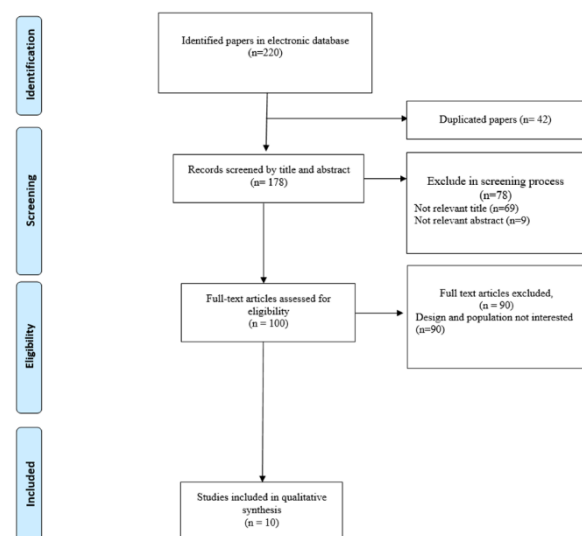 Identification
Identified papers in electronic database
(n=220)
Duplicated papers (n= 42)
Screening
Records screened by title and abstract
(n= 178)
Exclude in screening process
(n=78)
Not relevant title (n=69)
Not relevant abstract (n=9)
Eligibility
Full-text articles assessed for
eligibility
(n = 100)
Full text articles excluded,
(n = 90)
Design and population not interested
(n=90)
Included
Studies included in qualitative
synthesis
(n = 10)